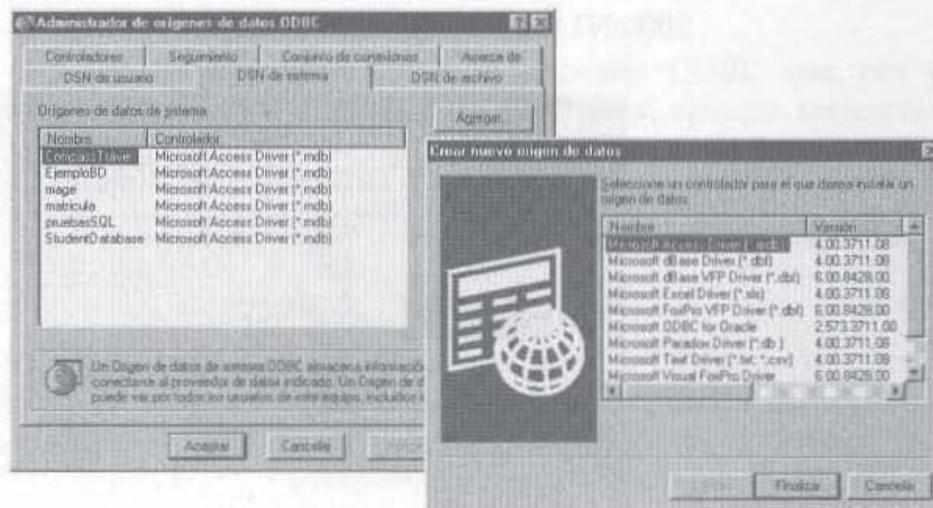 Administrador de orígenes de datos ODBC
Controladores Seguimiento Conjunto de conexiones Acerca de
DSN de usuario DSN de sistema DSN de archivo
Orígenes de datos de sistema
Agregar...
Nombre Controlador
Microsoft Access Driver (*.mdb)
EjemploBD Microsoft Access Driver (*.mdb)
mage Microsoft Access Driver (*.mdb)
matricula Microsoft Access Driver (*.mdb)
pruebasSQL Microsoft Access Driver (*.mdb)
StudentDatabase Microsoft Access Driver (*.mdb)
Un Origen de datos de sistema ODBC almacena
conectarse al proveedor de datos indicado. Un Origen de d
puede ver por todos los usuarios de este equipo, incluidos
Aceptar Cancelar
Crear nuevo origen de datos
Seleccione un controlador para el que desea instalar un
origen de datos.
Nombre Versión
Microsoft Access Driver (*.mdb) 4.00.3711.08
Microsoft dBase Driver (*.dbf) 4.00.3711.08
Microsoft dBase VFP Driver (*.dbf) 6.00.8428.00
Microsoft Excel Driver (*.xls) 4.00.3711.08
Microsoft FoxPro VFP Driver (*.dbf) 6.00.8428.00
Microsoft ODBC for Oracle 2.573.3711.00
Microsoft Paradox Driver (*.db ) 4.00.3711.08
Microsoft Text Driver (*.txt; *.csv) 4.00.3711.08
Microsoft Visual FoxPro Driver 6.00.8428.00
Finalizar Cancelar